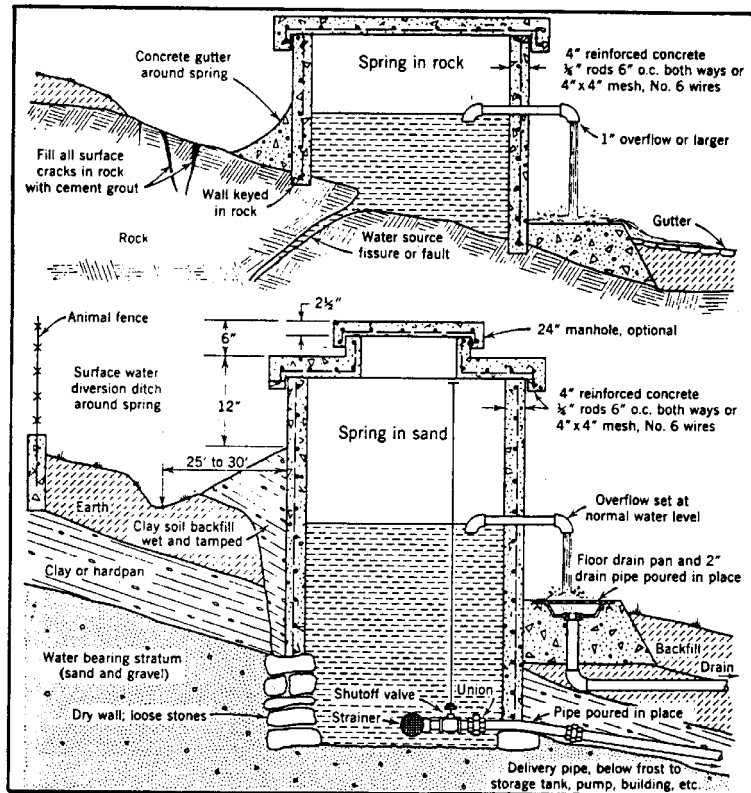 Concrete gutter
around spring
Spring in rock
4" reinforced concrete
⅜" rods 6" o.c. both ways or
4" x 4" mesh, No. 6 wires
1" overflow or larger
Fill all surface
cracks in rock
with cement grout
Wall keyed
in rock
Rock
Water source
fissure or fault
Gutter
2½"
Animal fence
6"
24" manhole, optional
Surface water
diversion ditch
around spring
12"
4" reinforced concrete
⅜" rods 6" o.c. both ways or
4" x 4" mesh, No. 6 wires
Spring in sand
25' to 30'
Overflow set at
normal water level
Earth
Clay soil backfill
wet and tamped
Floor drain pan and 2"
drain pipe poured in place
Clay or hardpan
Backfill
Drain
Water bearing stratum
(sand and gravel)
Shutoff valve
Union
Dry wall; loose stones
Strainer
Pipe poured in place
Delivery pipe, below frost to
storage tank, pump, building, etc.